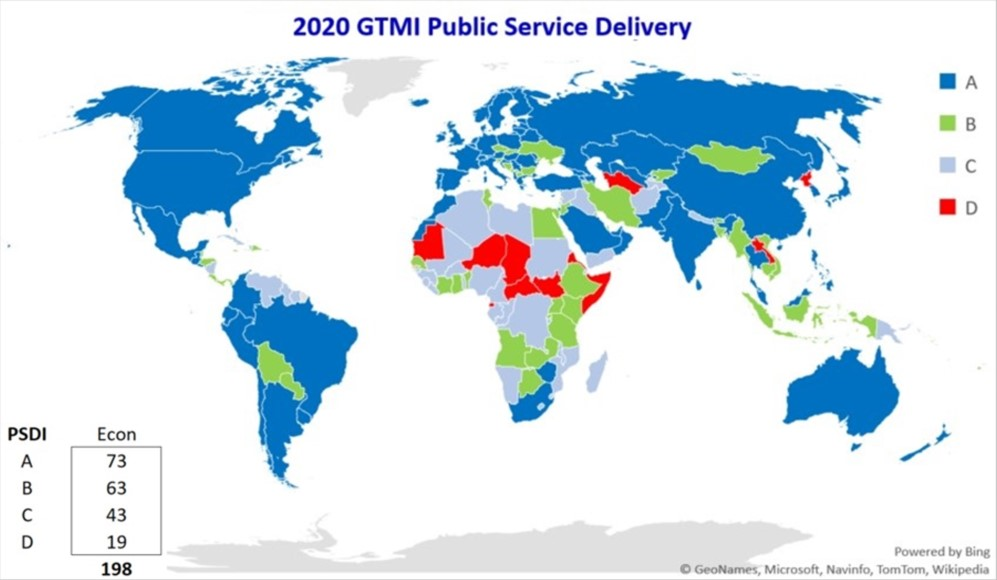 2020 GTMI Public Service Delivery
A
B
C
D
PSDI Econ
A 73
B 63
C 43
D 19
198
Powered by Bing
© GeoNames, Microsoft, Navinfo, TomTom, Wikipedia